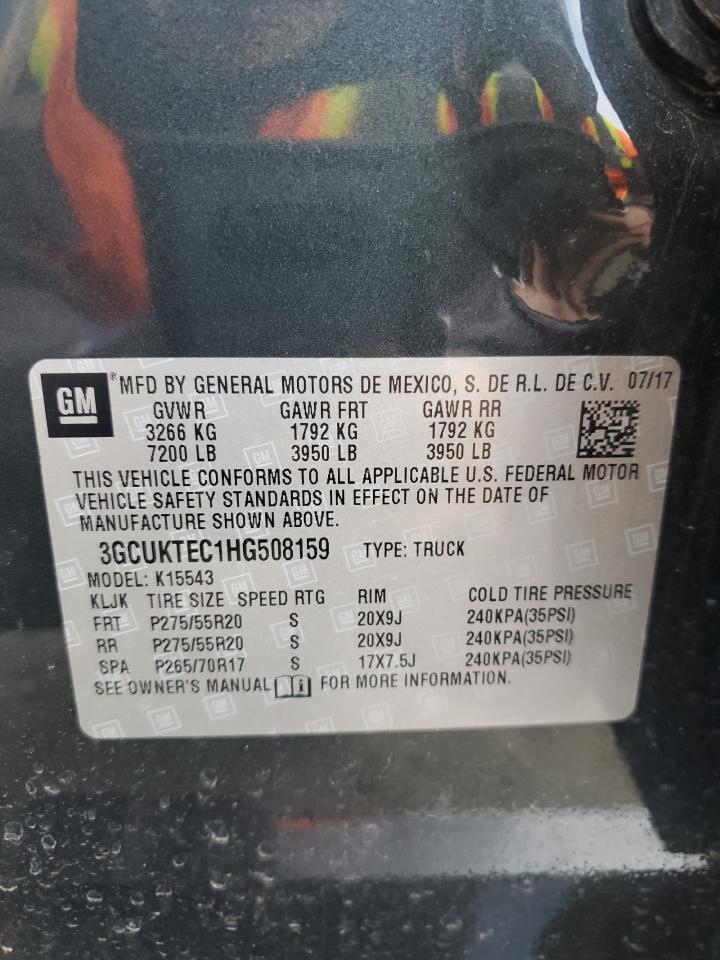 GM ® MFD BY GENERAL MOTORS DE MEXICO, S. DE R.L. DE C.V. 07/17
GVWR GAWR FRT GAWR RR
3266 KG 1792 KG 1792 KG
7200 LB 3950 LB 3950 LB
THIS VEHICLE CONFORMS TO ALL APPLICABLE U.S. FEDERAL MOTOR
VEHICLE SAFETY STANDARDS IN EFFECT ON THE DATE OF
MANUFACTURE SHOWN ABOVE.
3GCUKTEC1HG508159 TYPE: TRUCK
MODEL: K15543
KLJK TIRE SIZE SPEED RTG RIM COLD TIRE PRESSURE
FRT P275/55R20 S 20X9J 240KPA(35PSI)
RR P275/55R20 S 20X9J 240KPA(35PSI)
SPA P265/70R17 S 17X7.5J 240KPA(35PSI)
SEE OWNER'S MANUAL i FOR MORE INFORMATION.